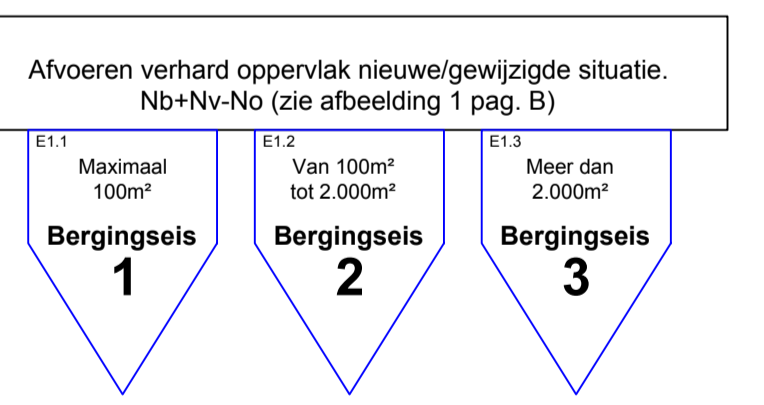 Afvoeren verhard oppervlak nieuwe/gewijzigde situatie.
Nb+Nv-No (zie afbeelding 1 pag. B)
E1.1
Maximaal
100m²
Bergingseis
1
E1.2
Van 100m²
tot 2.000m²
Bergingseis
2
E1.3
Meer dan
2.000m²
Bergingseis
3